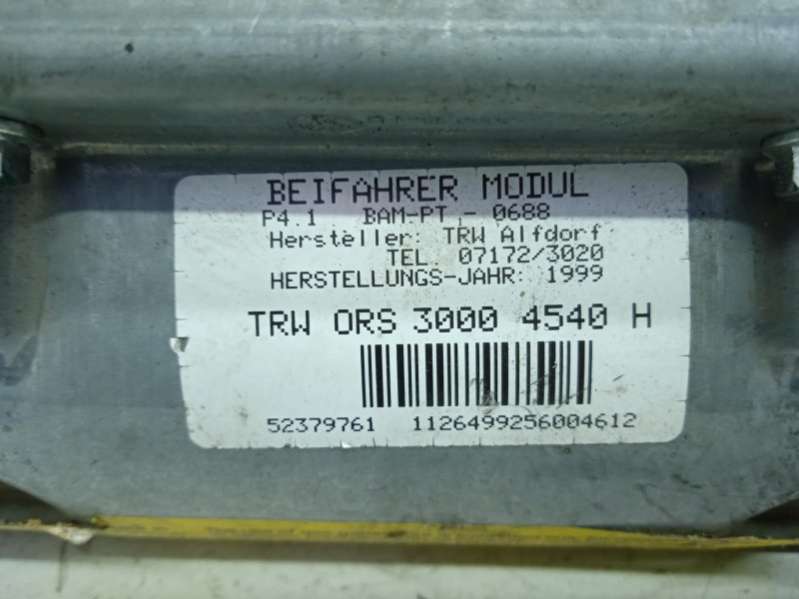 BEIFAHRER MODUL
P4.1 BAM-PT - 0688
Hersteller: TRW Alfdorf
TEL. 07172/3020
HERSTELLUNGS-JAHR: 1999
TRW ORS 3000 4540 H
52379761 1126499256004612